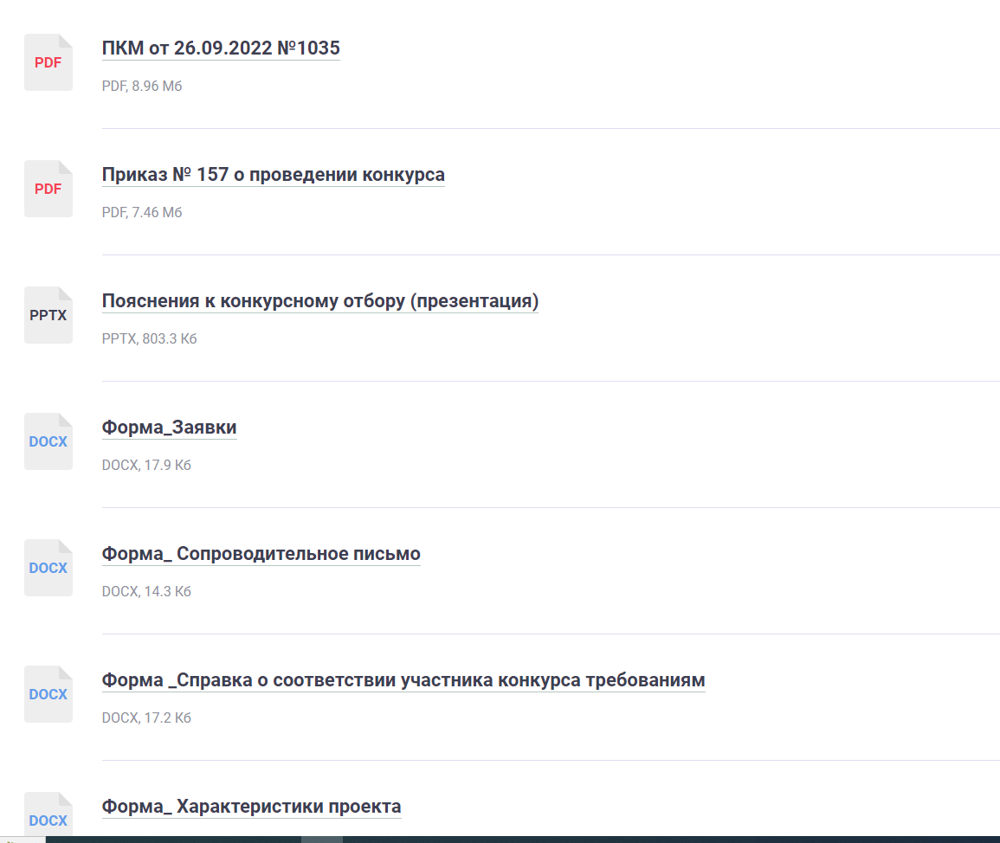 PDF
ПКМ от 26.09.2022 №1035
PDF, 8.96 Мб
PDF
Приказ № 157 о проведении конкурса
PDF, 7.46 Мб
PPTX
Пояснения к конкурсному отбору (презентация)
PPTX, 803.3 Кб
DOCX
Форма_Заявки
DOCX, 17.9 Кб
DOCX
Форма_ Сопроводительное письмо
DOCX, 14.3 Кб
DOCX
Форма _Справка о соответствии участника конкурса требованиям
DOCX, 17.2 Кб
DOCX
Форма_ Характеристики проекта